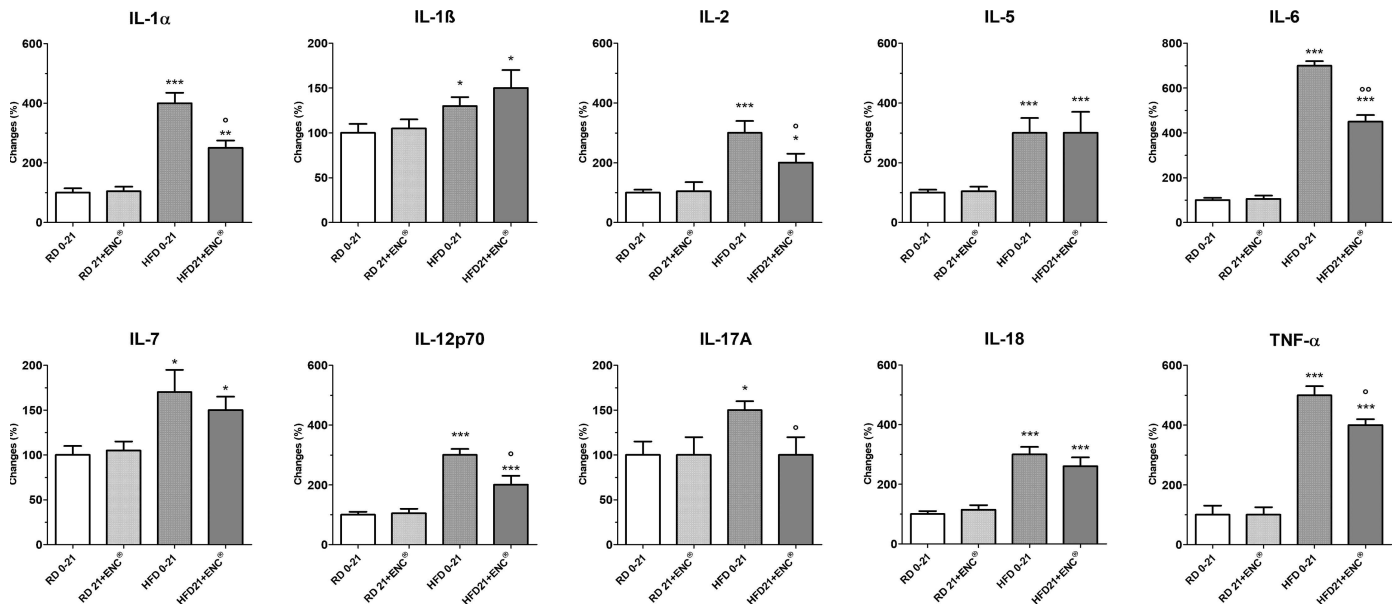 IL-1α
Changes (%)
600
400
200
0
***
°
**
RD 0-21
RD 21+ENC®
HFD 0-21
HFD21+ENC®
IL-1ß
Changes (%)
200
150
100
50
0
*
*
RD 0-21
RD 21+ENC®
HFD 0-21
HFD21+ENC®
IL-2
Changes (%)
600
400
200
0
***
°
*
RD 0-21
RD 21+ENC®
HFD 0-21
HFD21+ENC®
IL-5
Changes (%)
600
400
200
0
***
***
RD 0-21
RD 21+ENC®
HFD 0-21
HFD21+ENC®
IL-6
Changes (%)
800
600
400
200
0
***
°°
***
RD 0-21
RD 21+ENC®
HFD 0-21
HFD21+ENC®
IL-7
Changes (%)
200
150
100
50
0
*
*
RD 0-21
RD 21+ENC®
HFD 0-21
HFD21+ENC®
IL-12p70
Changes (%)
600
400
200
0
***
°
***
RD 0-21
RD 21+ENC®
HFD 0-21
HFD21+ENC®
IL-17A
Changes (%)
200
150
100
50
0
*
°
RD 0-21
RD 21+ENC®
HFD 0-21
HFD21+ENC®
IL-18
Changes (%)
600
400
200
0
***
***
RD 0-21
RD 21+ENC®
HFD 0-21
HFD21+ENC®
TNF-α
Changes (%)
600
400
200
0
***
°
***
RD 0-21
RD 21+ENC®
HFD 0-21
HFD21+ENC®